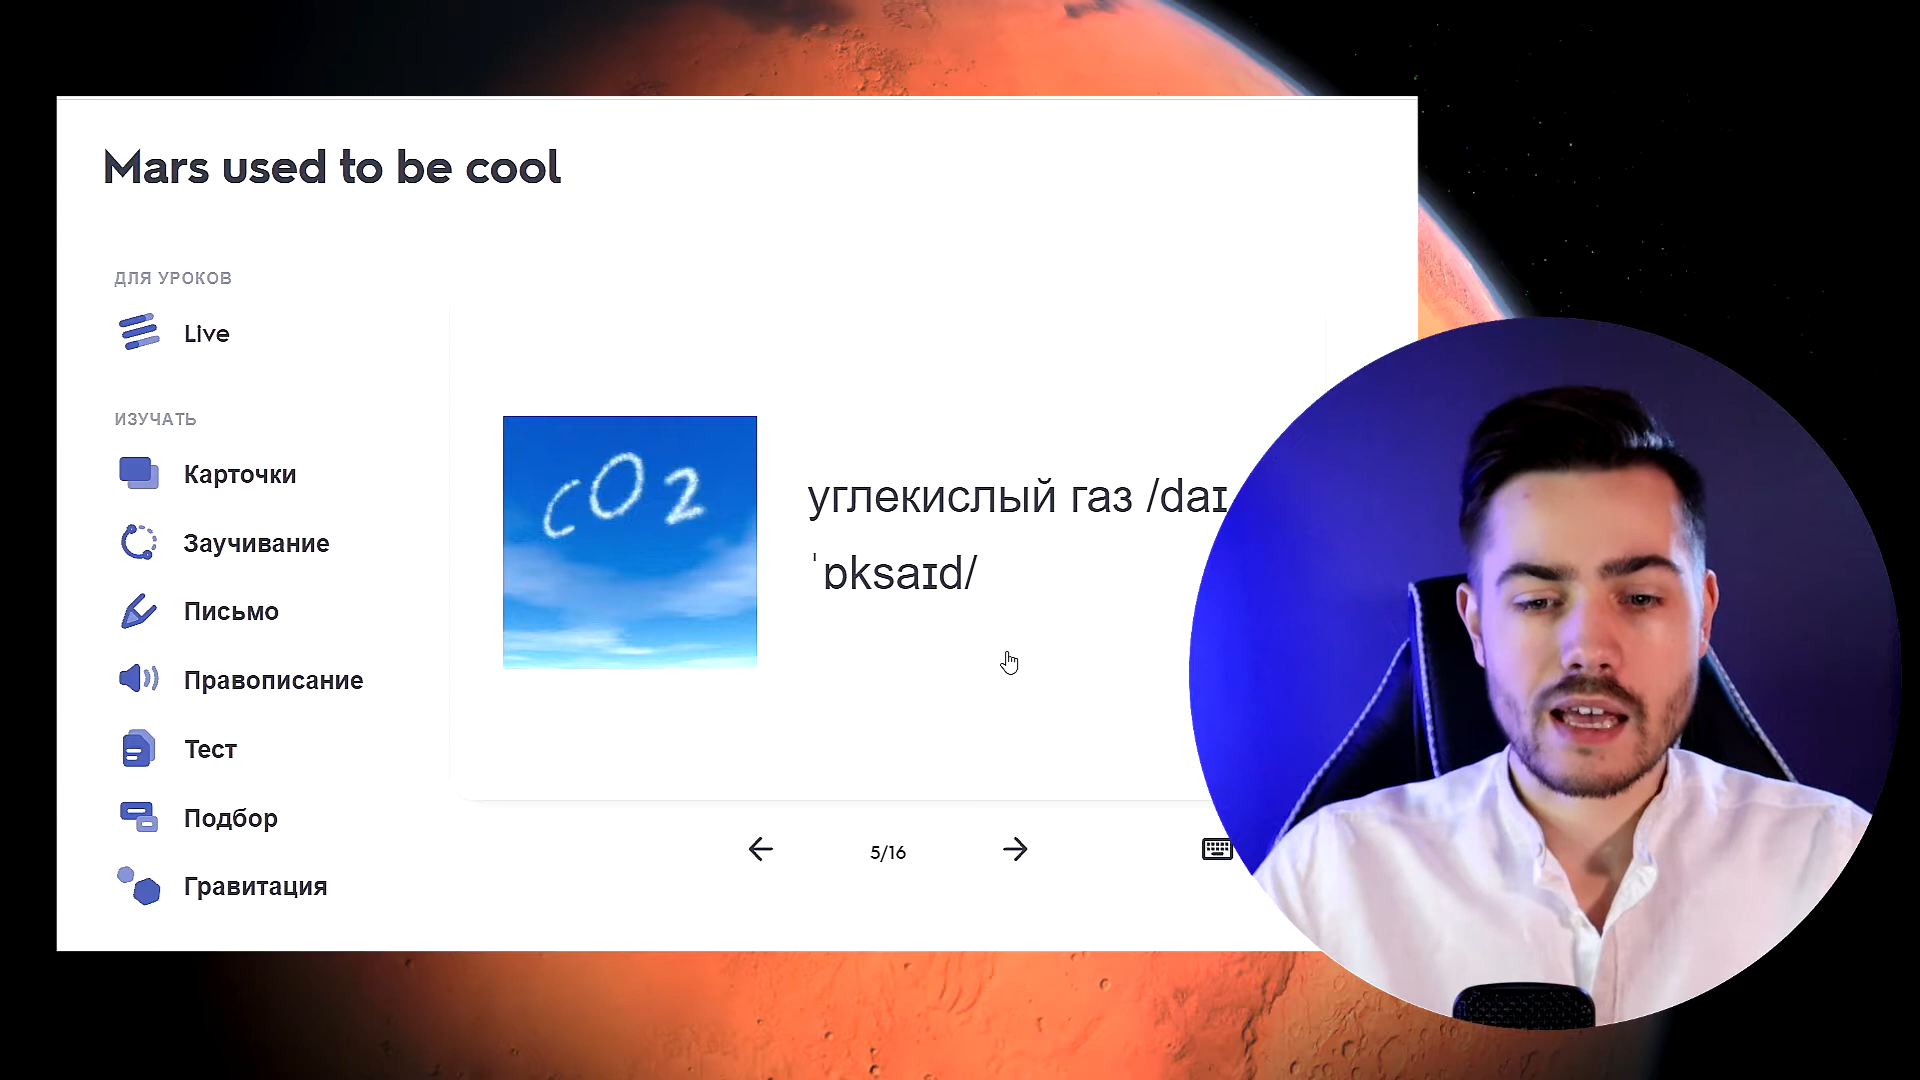 Mars used to be cool
ДЛЯ УРОКОВ
Live
ИЗУЧАТЬ
Карточки
Заучивание
Письмо
Правописание
Тест
Подбор
Гравитация
CO2
углекислый газ /daɪ
ˈɒksaɪd/
5/16